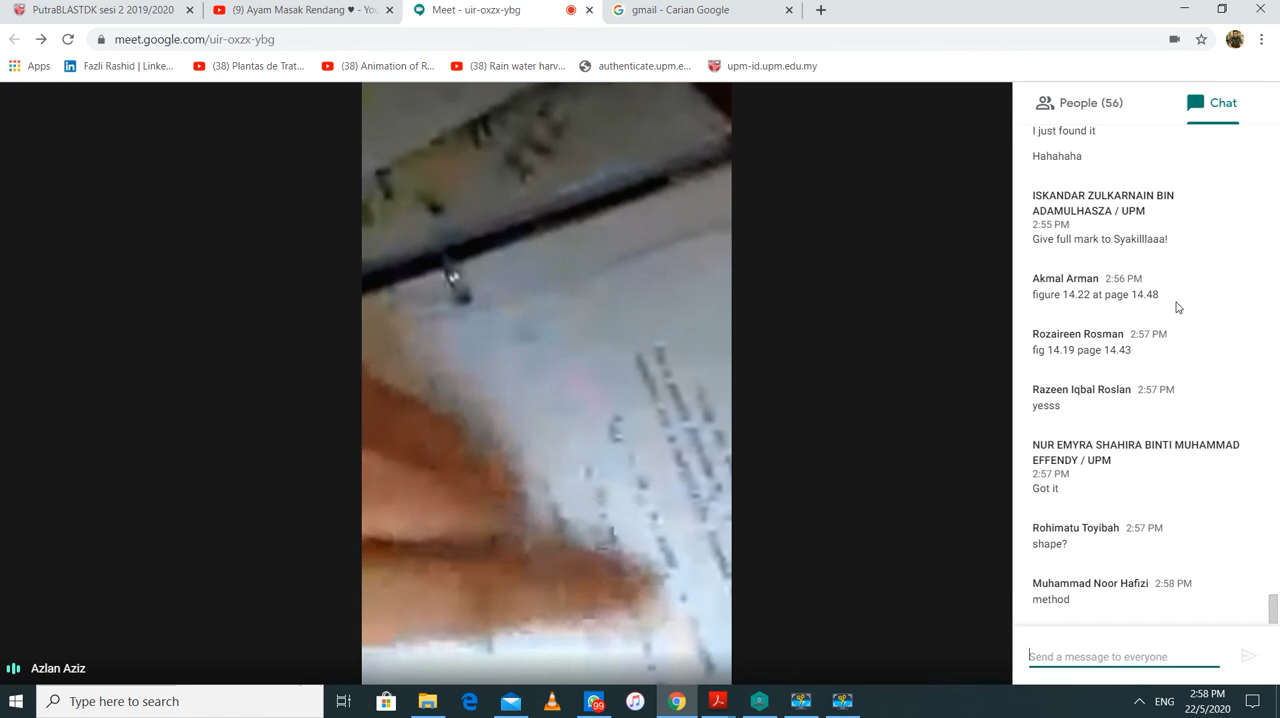 PutraBLASTDK sesi 2 2019/2020
(9) Ayam Masak Rendang ♥ - You
Meet - uir-oxzx-ybg
gmail - Carian Google
meet.google.com/uir-oxzx-ybg
Apps
Fazli Rashid | Linke...
(38) Plantas de Trat...
(38) Animation of R...
(38) Rain water harv...
authenticate.upm.e...
upm-id.upm.edu.my
People (56)
Chat
I just found it
Hahahaha
ISKANDAR ZULKARNAIN BIN
ADAMULHASZA / UPM
2:55 PM
Give full mark to Syakilllaaa!
Akmal Arman 2:56 PM
figure 14.22 at page 14.48
Rozaireen Rosman 2:57 PM
fig 14.19 page 14.43
Razeen Iqbal Roslan 2:57 PM
yesss
NUR EMYRA SHAHIRA BINTI MUHAMMAD
EFFENDY / UPM
2:57 PM
Got it
Rohimatu Toyibah 2:57 PM
shape?
Muhammad Noor Hafizi 2:58 PM
method
Send a message to everyone
Azlan Aziz
Type here to search
99
ENG
2:58 PM
22/5/2020